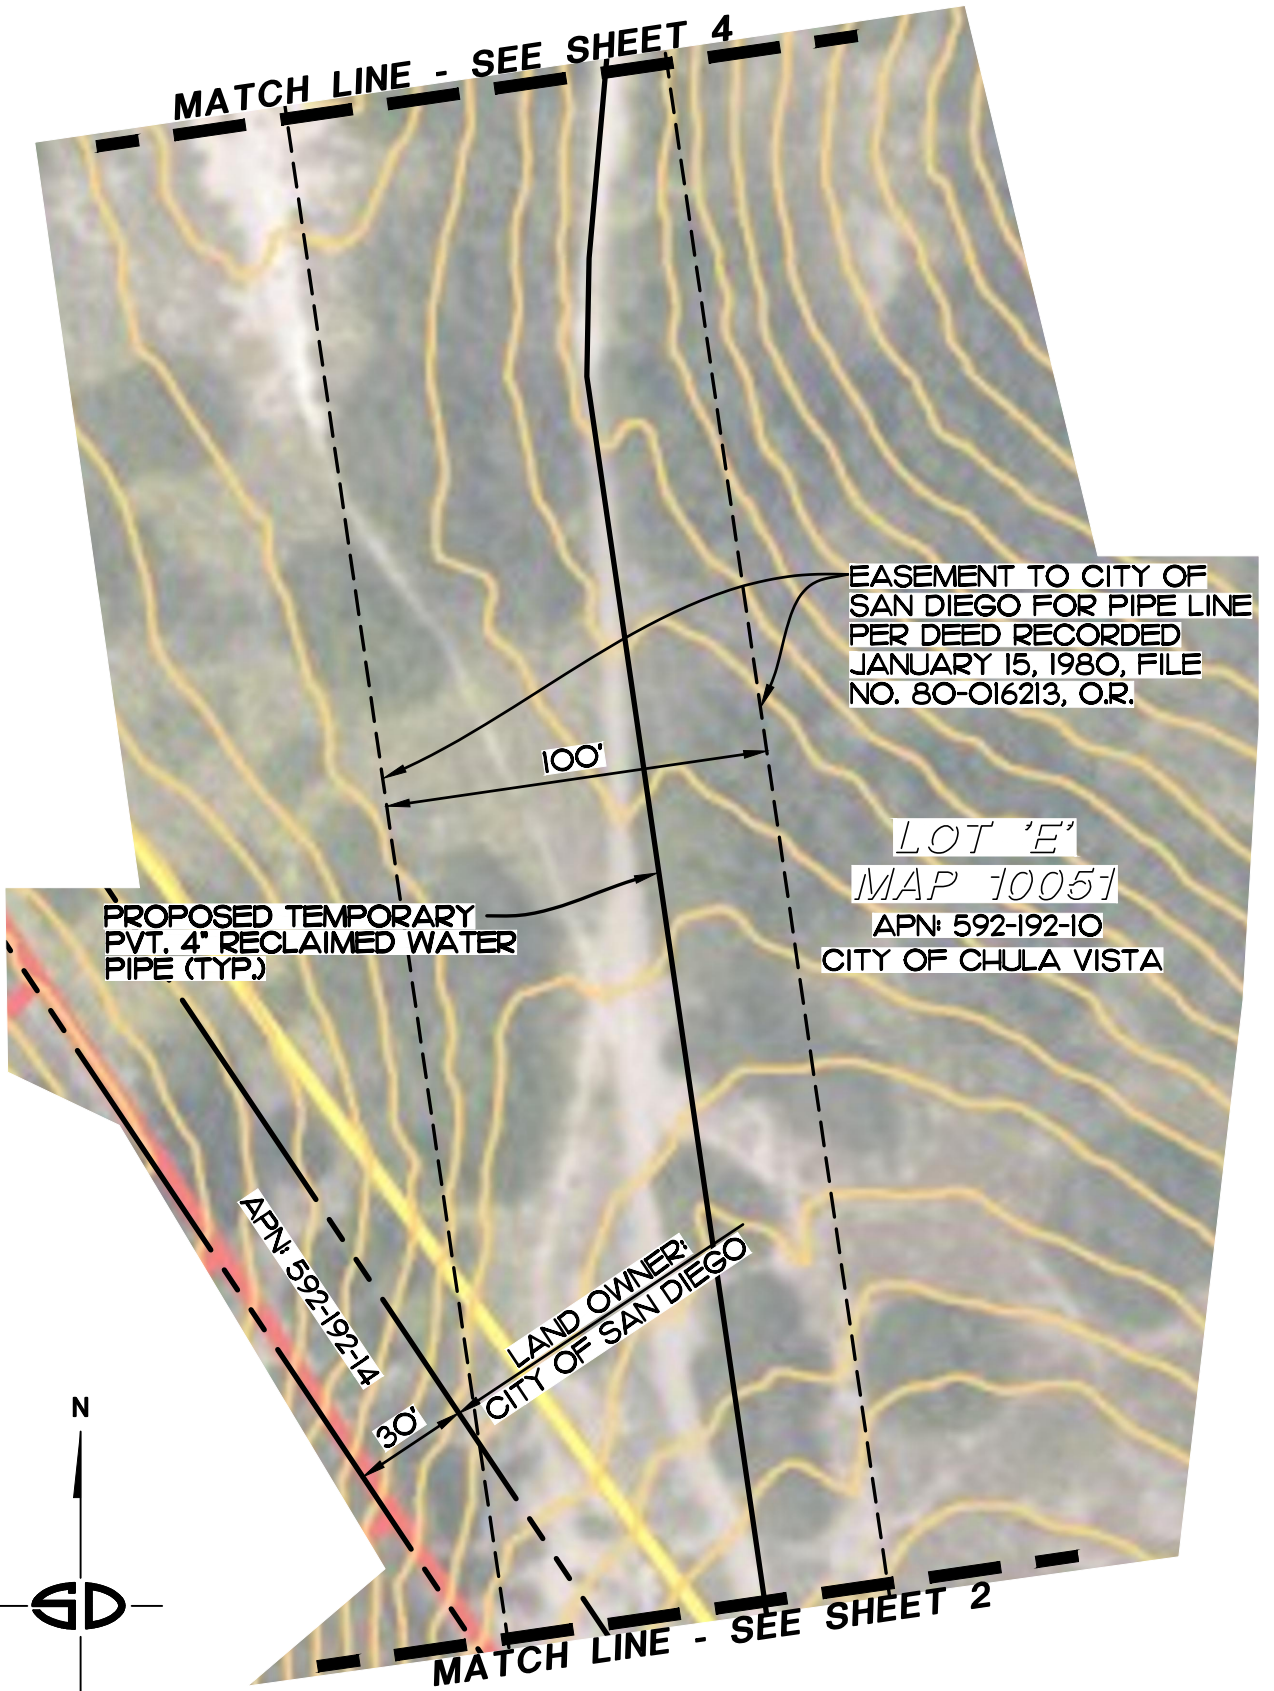 MATCH LINE - SEE SHEET 4
EASEMENT TO CITY OF
SAN DIEGO FOR PIPE LINE
PER DEED RECORDED
JANUARY 15, 1980, FILE
NO. 80-016213, O.R.
100'
LOT 'E'
MAP 10051
APN: 592-192-10
CITY OF CHULA VISTA
PROPOSED TEMPORARY
PVT. 4" RECLAIMED WATER
PIPE (TYP.)
APN: 592-192-14
LAND OWNER:
CITY OF SAN DIEGO
30'
N
SD
MATCH LINE - SEE SHEET 2